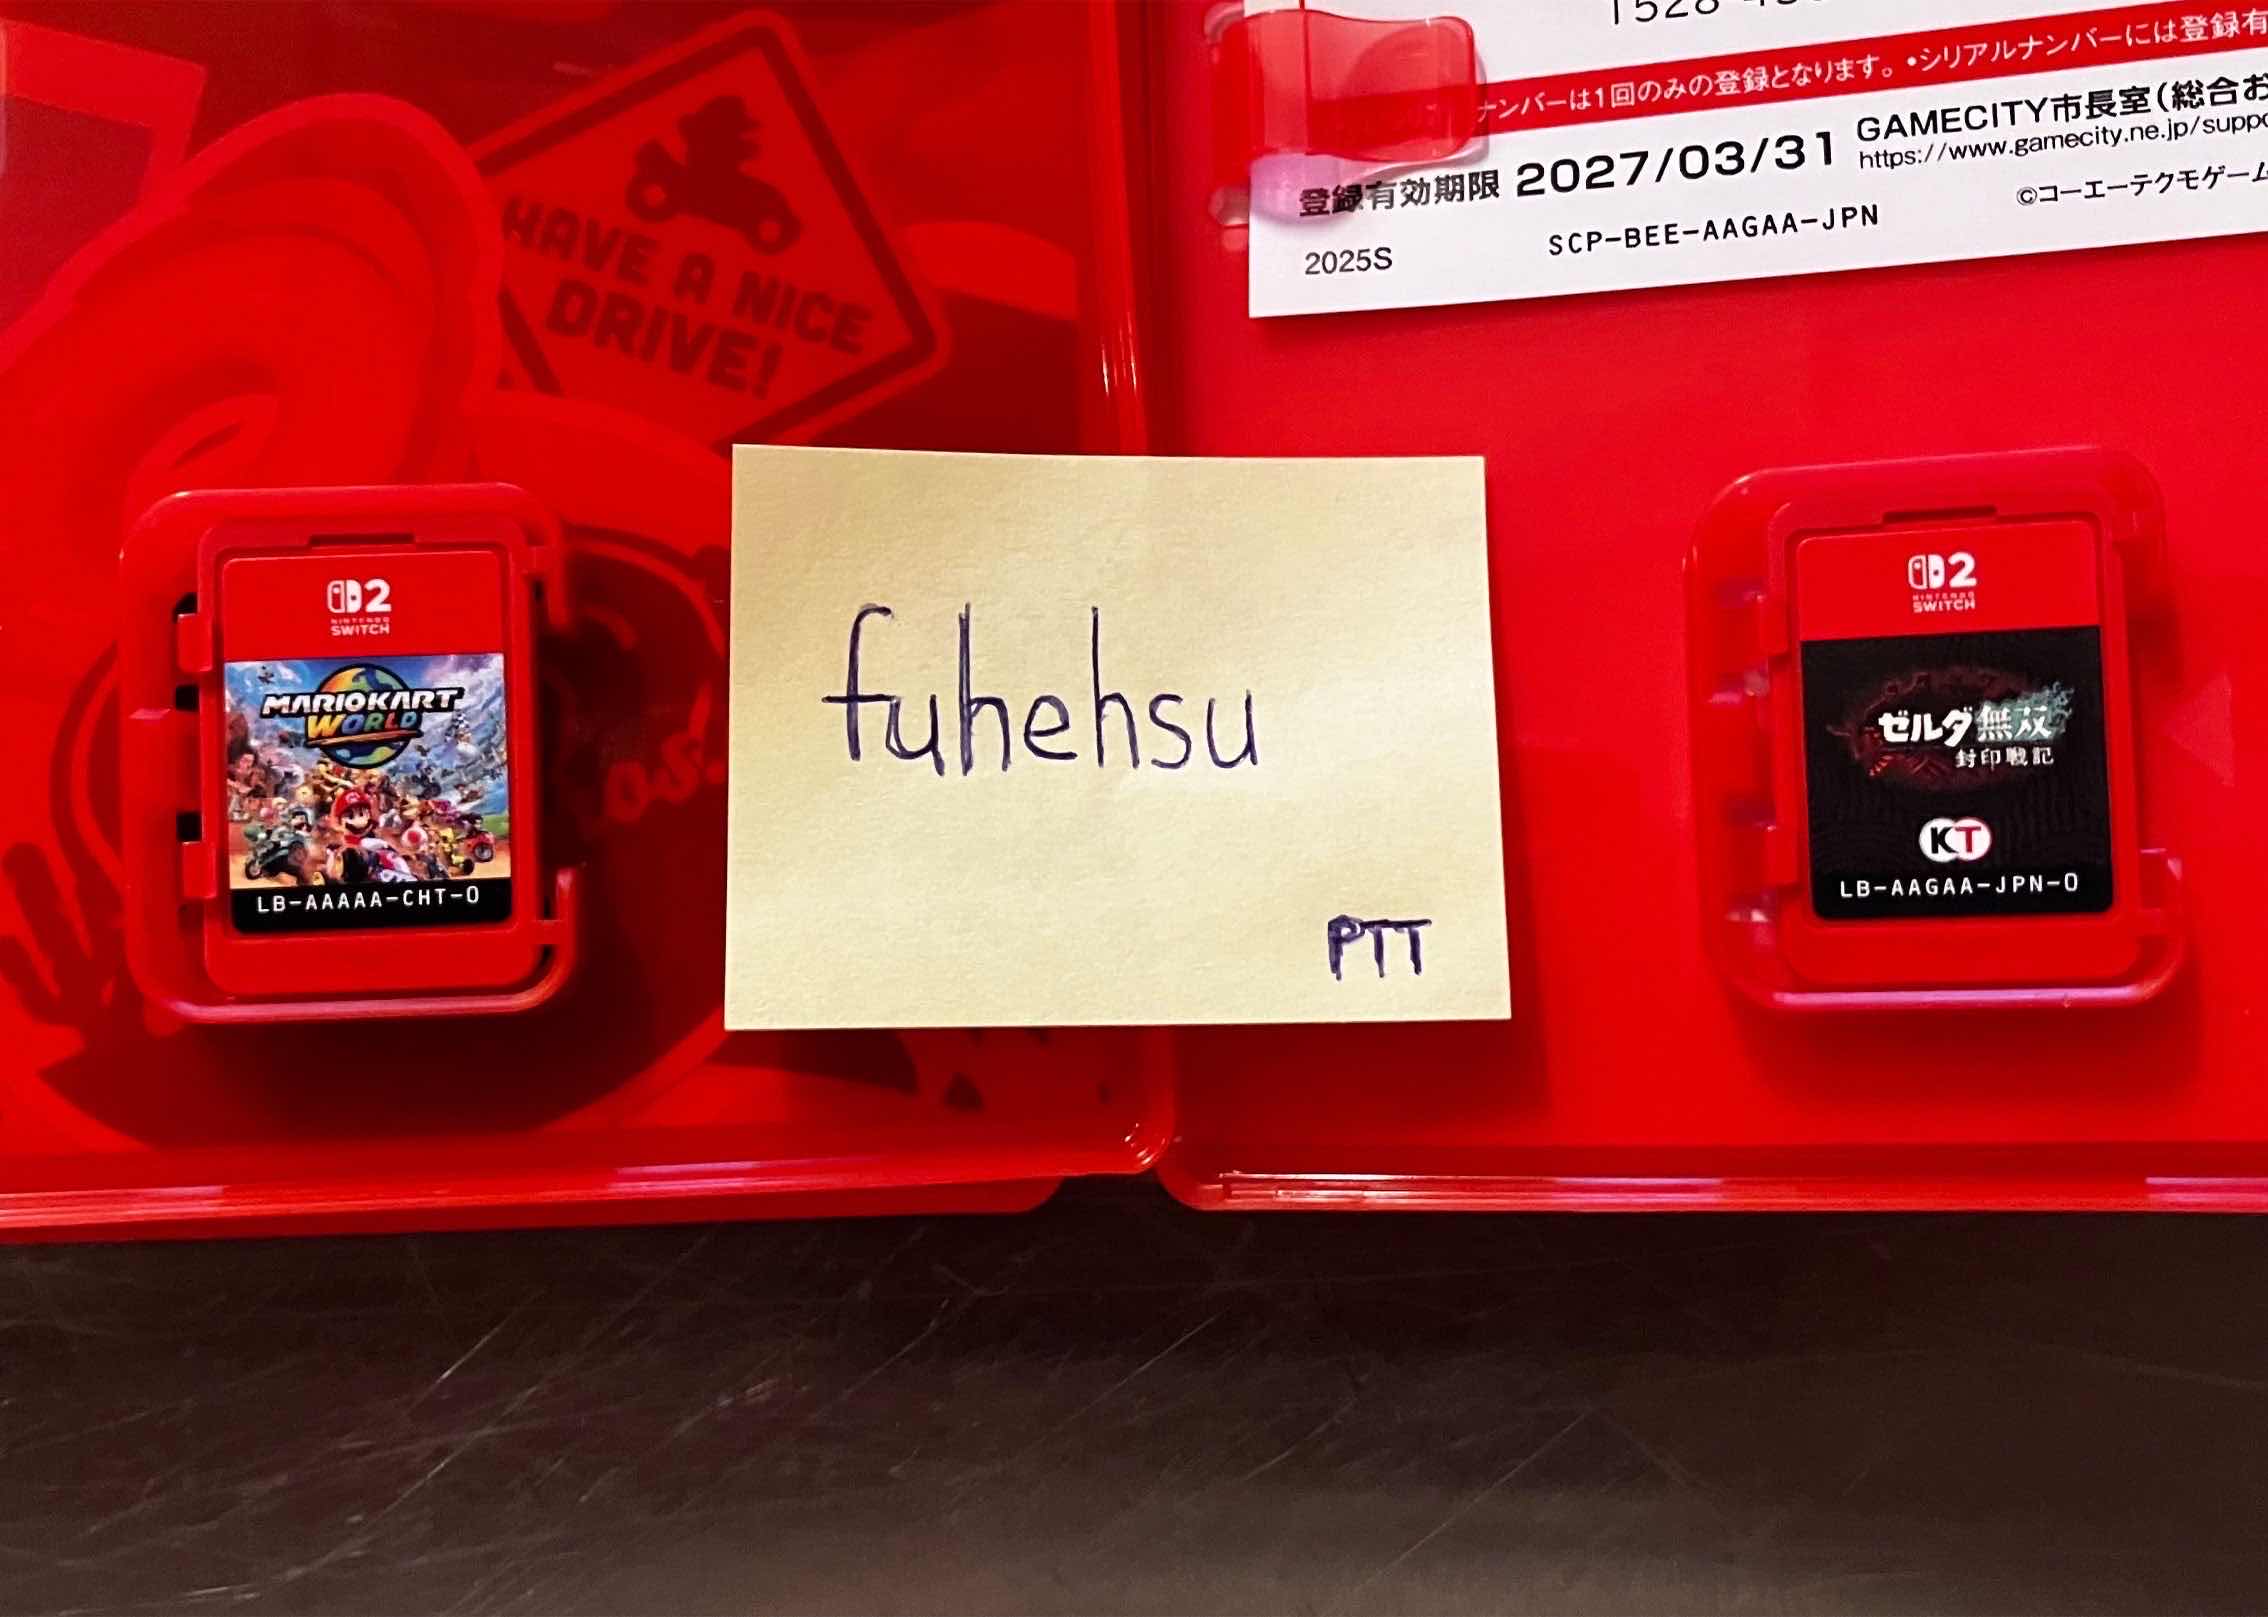 HAVE A NICE
DRIVE!
2
NINTENDO
SWITCH
MARIOKART
WORLD
LB-AAAAA-CHT-0
fuhehsu
PTT
ナンバーは1回のみの登録となります。•シリアルナンバーには登録有
登録有効期限 2027/03/31
GAMECITY市長室(総合お
https://www.gamecity.ne.jp/suppo
©コーエーテクモゲーム
2025S
SCP-BEE-AAGAA-JPN
2
NINTENDO
SWITCH
ゼルダ無双
封印戦記
KT
LB-AAGAA-JPN-0